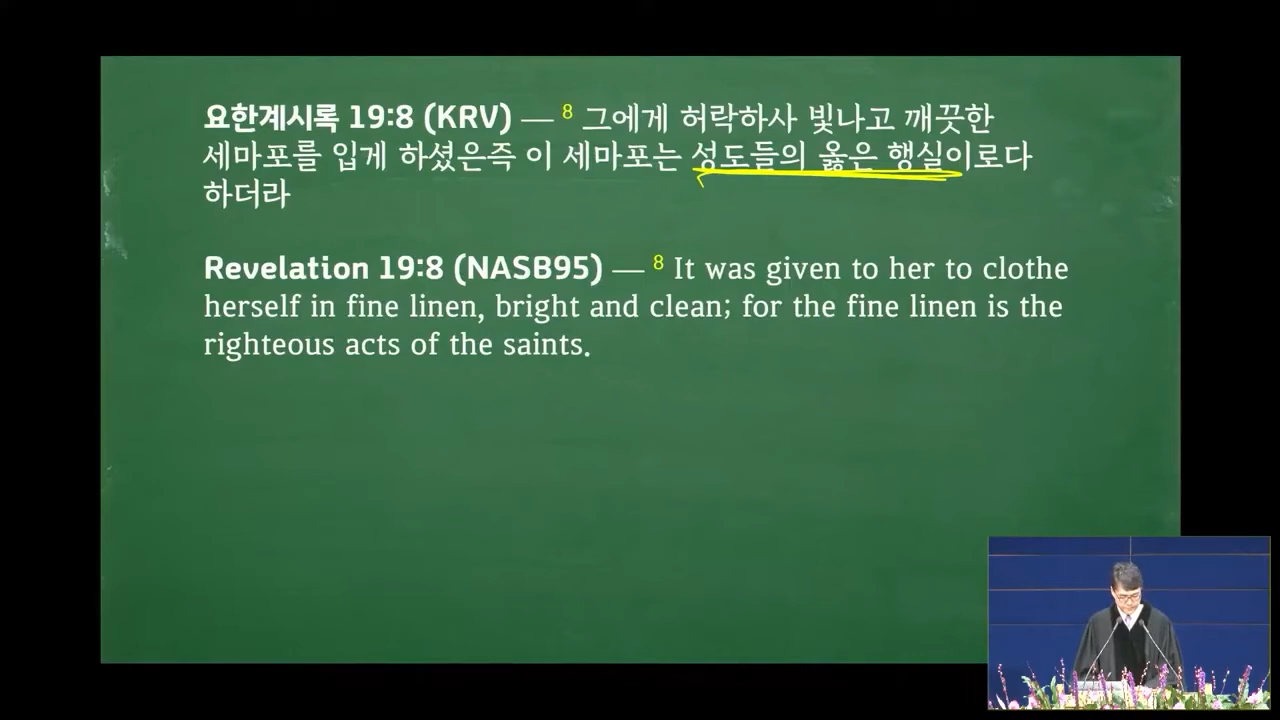 요한계시록 19:8 (KRV) — 8 그에게 허락하사 빛나고 깨끗한
세마포를 입게 하셨은즉 이 세마포는 성도들의 옳은 행실이로다
하더라
Revelation 19:8 (NASB95) — 8 It was given to her to clothe
herself in fine linen, bright and clean; for the fine linen is the
righteous acts of the saints.